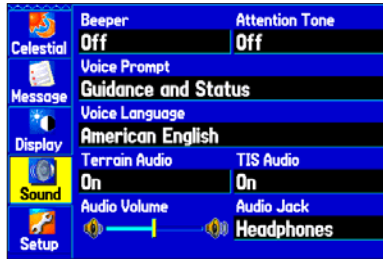 Celestial
Message
Display
Sound
Setup
Beeper Attention Tone
Off Off
Voice Prompt
Guidance and Status
Voice Language
American English
Terrain Audio TIS Audio
On On
Audio Volume Audio Jack
Headphones